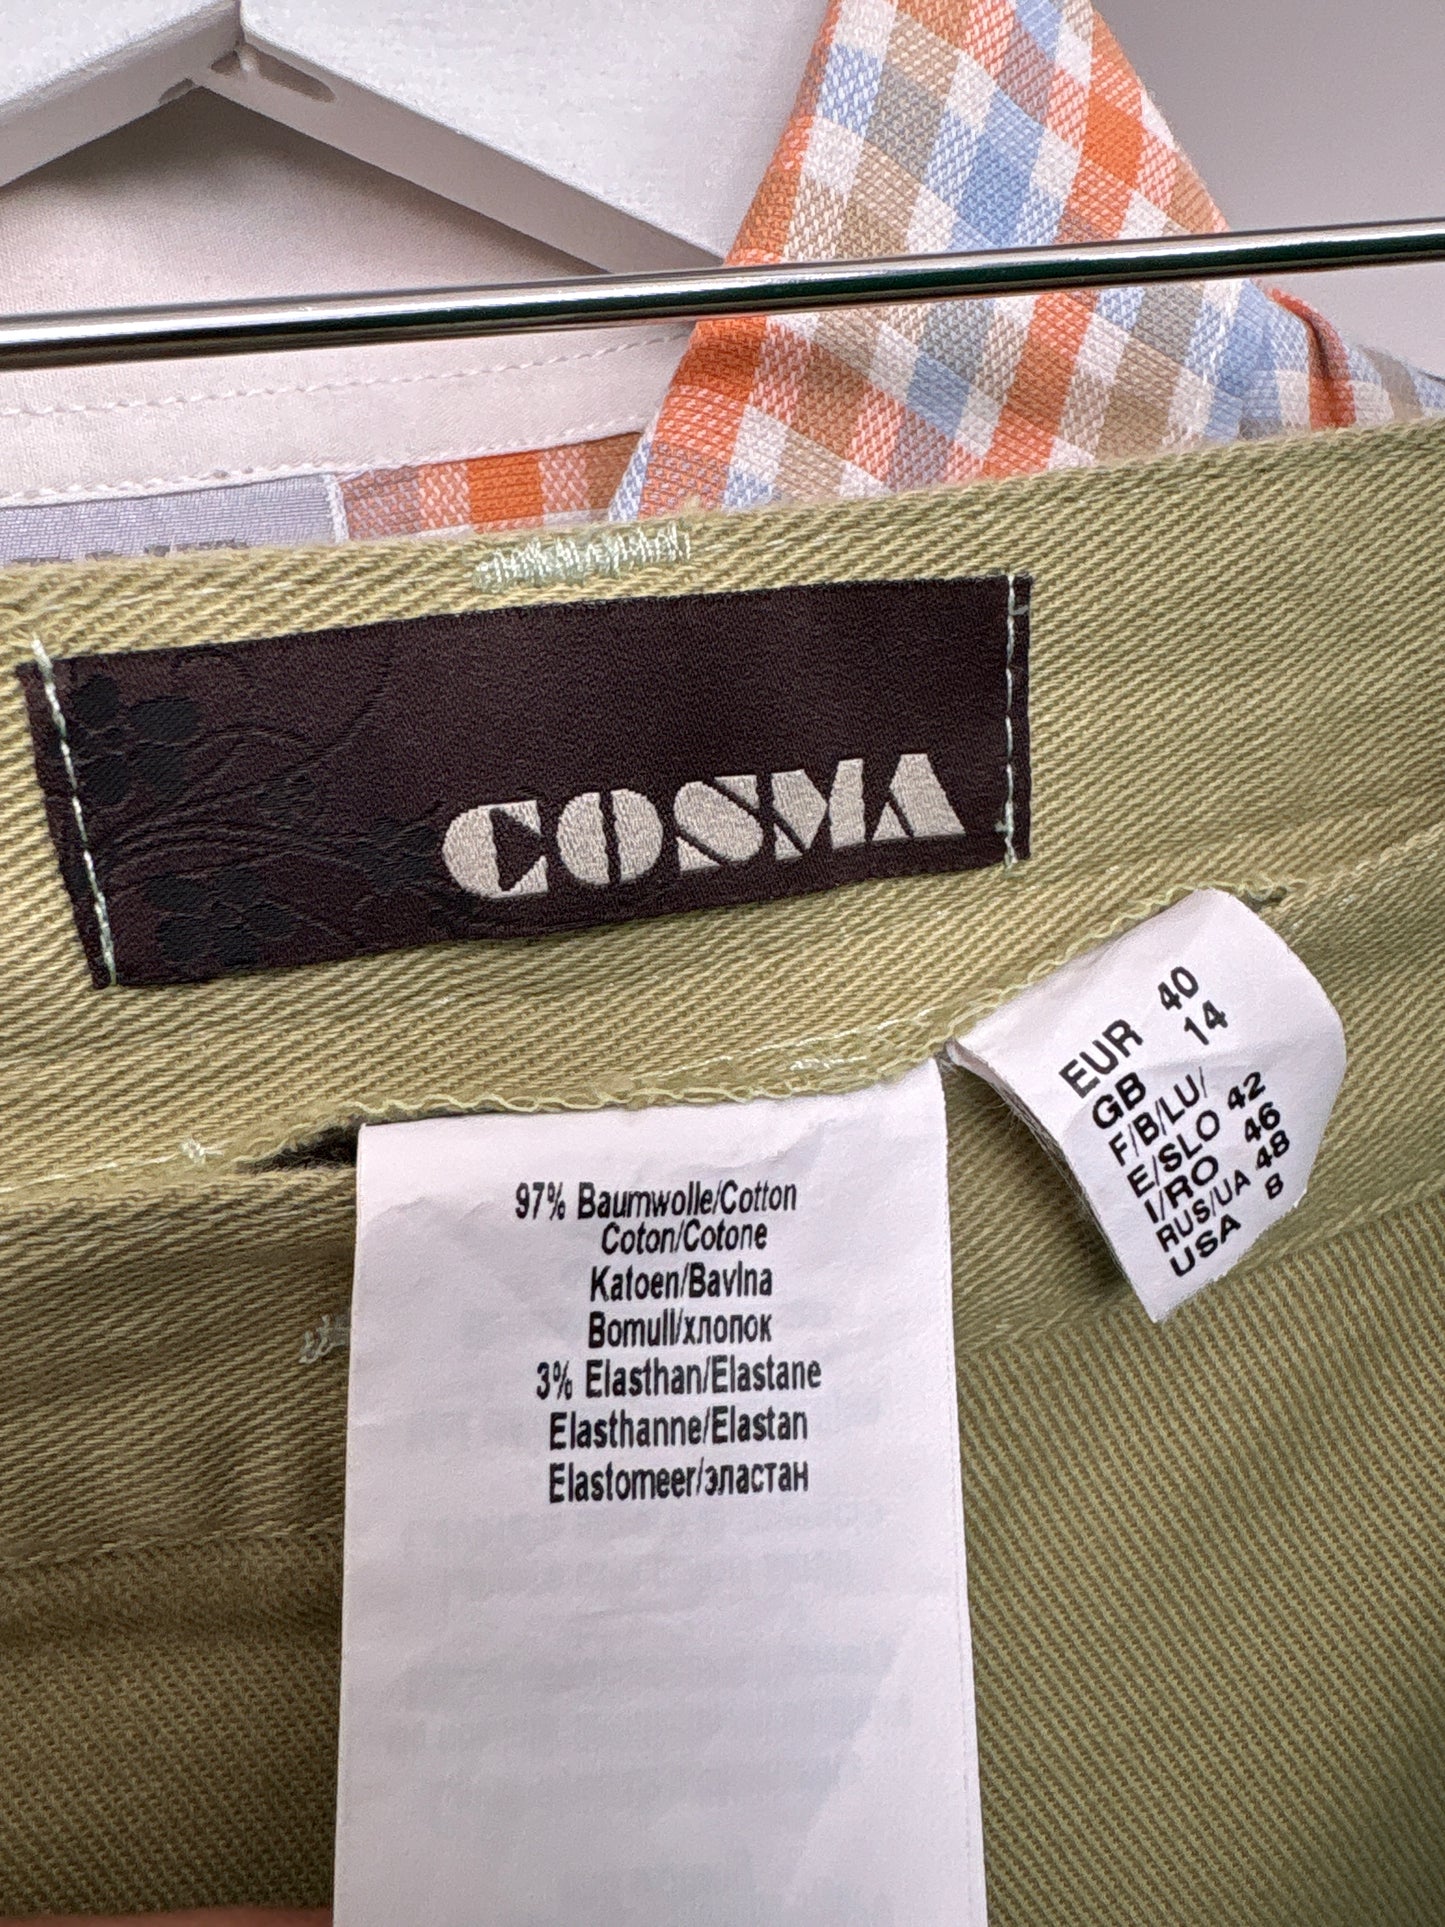 COSMA
EUR 40
GB 14
F/B/LU/
E/SLO 42
I/RO 46
RUS/UA 48
USA 8
97% Baumwolle/Cotton
Coton/Cotone
Katoen/Bavlna
Bomull/хлопок
3% Elasthan/Elastane
Elasthanne/Elastan
Elastomeer/эластан